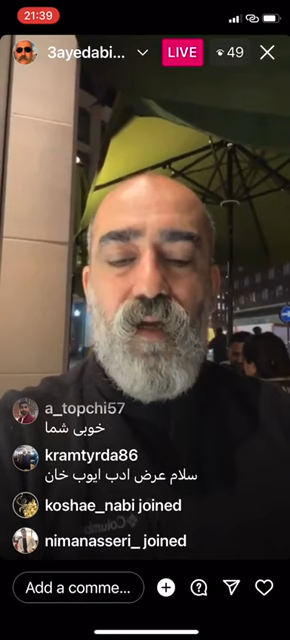 21:39
3ayedabi...
LIVE
49
a_topchi57
خوبی شما
kramtyrda86
سلام عرض ادب ایوب خان
koshae_nabi joined
Columbia
nimanasseri_ joined
Add a comme...